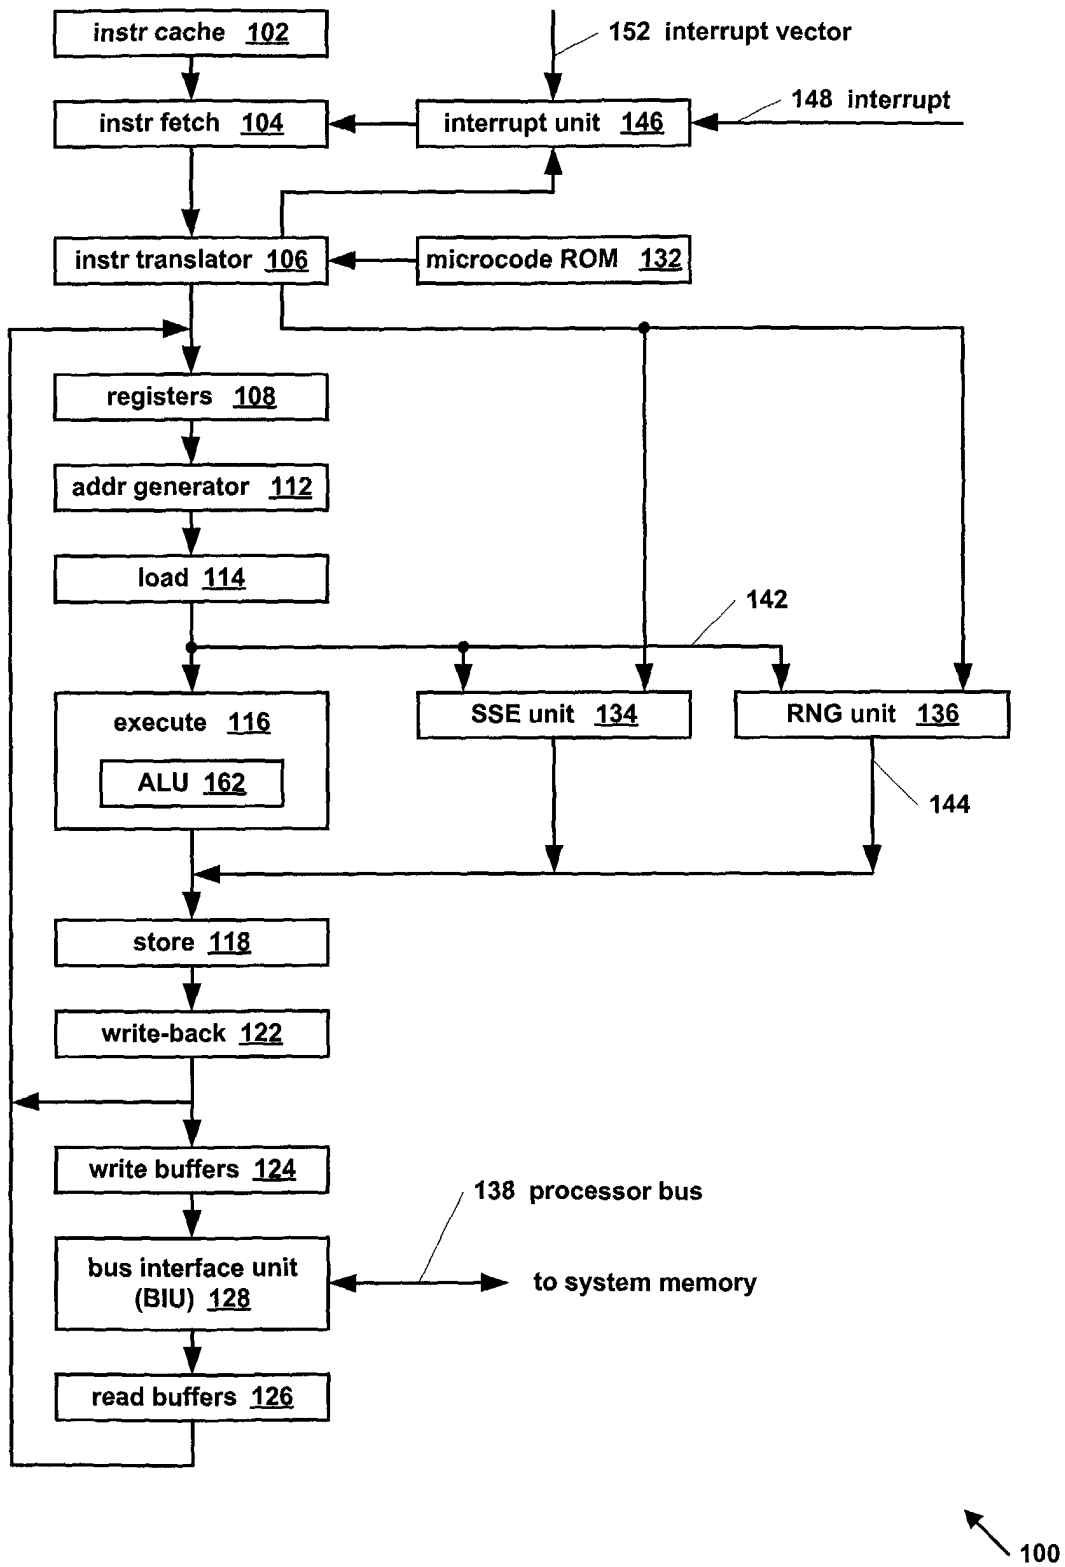 instr cache 102
152 interrupt vector
148 interrupt
instr fetch 104
interrupt unit 146
instr translator 106
microcode ROM 132
registers 108
addr generator 112
load 114
142
execute 116
SSE unit 134
RNG unit 136
ALU 162
144
store 118
write-back 122
write buffers 124
138 processor bus
bus interface unit
(BIU) 128
to system memory
read buffers 126
100